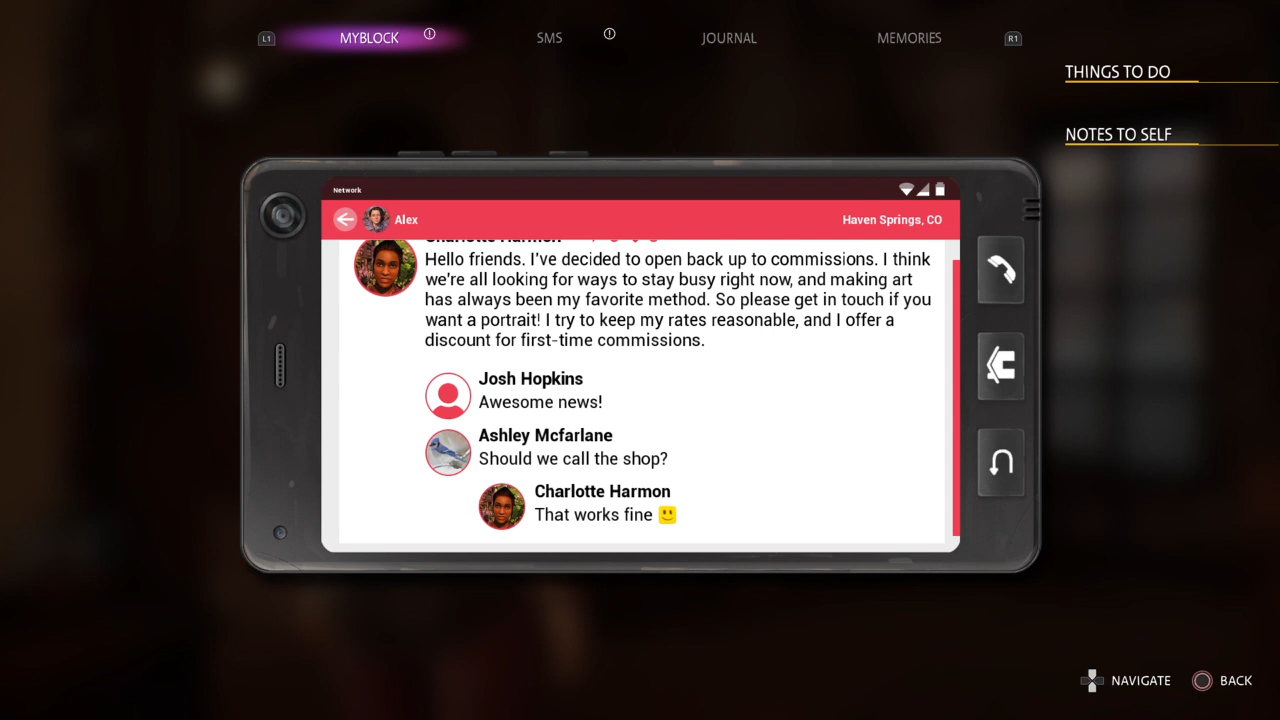 L1
MYBLOCK
SMS
JOURNAL
MEMORIES
R1
THINGS TO DO
NOTES TO SELF
Network
Alex
Haven Springs, CO
Charlotte Harmon
Hello friends. I've decided to open back up to commissions. I think
we're all looking for ways to stay busy right now, and making art
has always been my favorite method. So please get in touch if you
want a portrait! I try to keep my rates reasonable, and I offer a
discount for first-time commissions.
Josh Hopkins
Awesome news!
Ashley Mcfarlane
Should we call the shop?
Charlotte Harmon
That works fine
NAVIGATE
BACK